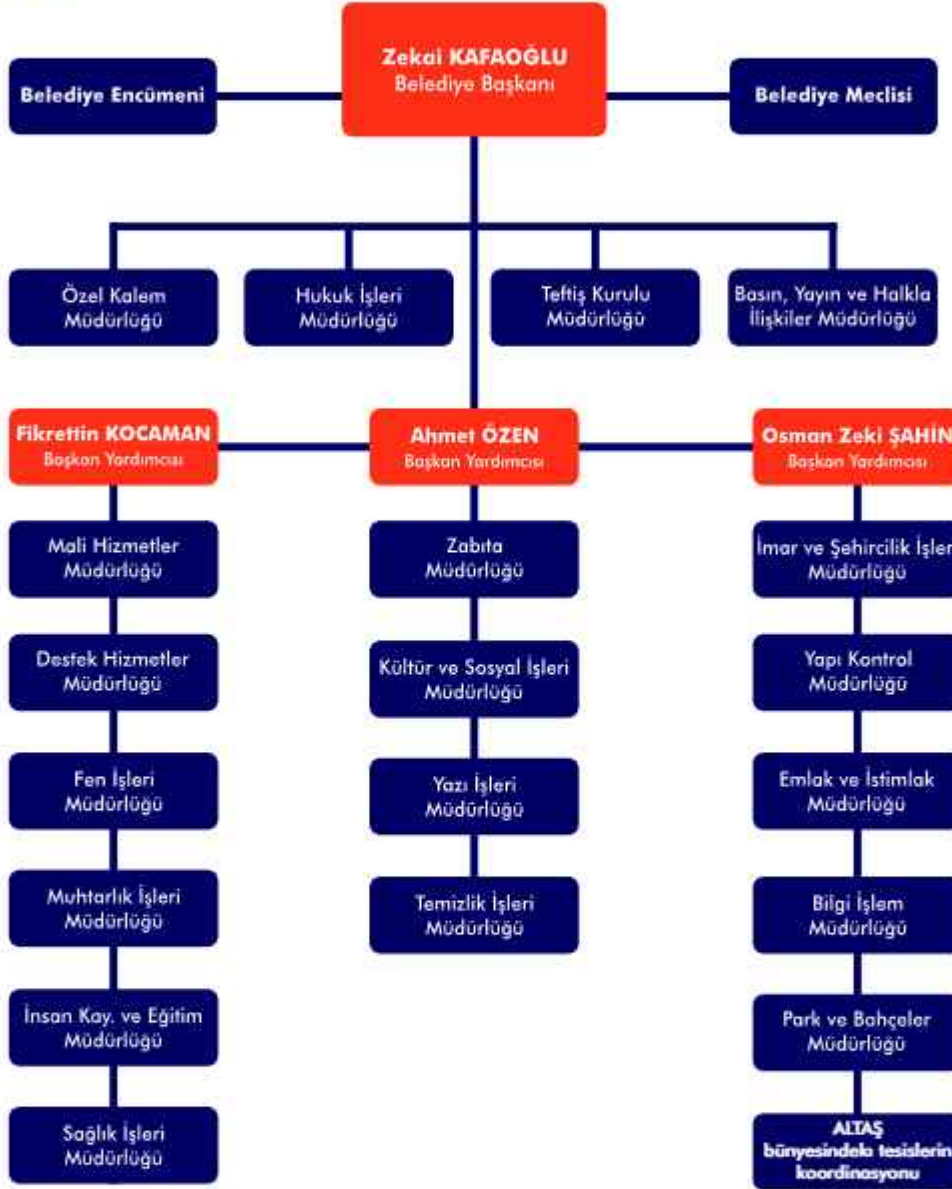 Zekai KAFAOĞLU
Belediye Başkanı
Belediye Encümeni
Belediye Meclisi
Özel Kalem
Müdürlüğü
Hukuk İşleri
Müdürlüğü
Teftiş Kurulu
Müdürlüğü
Basın, Yayın ve Halkla
İlişkiler Müdürlüğü
Fikrettin KOCAMAN
Başkan Yardımcısı
Ahmet ÖZEN
Başkan Yardımcısı
Osman Zeki ŞAHİN
Başkan Yardımcısı
Mali Hizmetler
Müdürlüğü
Destek Hizmetler
Müdürlüğü
Fen İşleri
Müdürlüğü
Muhtarlık İşleri
Müdürlüğü
İnsan Kay. ve Eğitim
Müdürlüğü
Sağlık İşleri
Müdürlüğü
Zabıta
Müdürlüğü
Kültür ve Sosyal İşleri
Müdürlüğü
Yazı İşleri
Müdürlüğü
Temizlik İşleri
Müdürlüğü
İmar ve Şehircilik İşler
Müdürlüğü
Yapı Kontrol
Müdürlüğü
Emlak ve İstimlak
Müdürlüğü
Bilgi İşlem
Müdürlüğü
Park ve Bahçeler
Müdürlüğü
ALTAŞ
bünyesindeki tesislerin
koordinasyonu